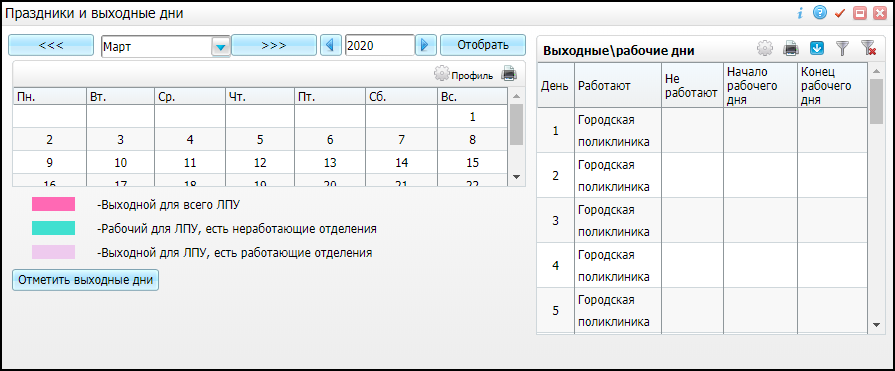 Праздники и выходные дни
<<< Март >>> 2020 Отобрать
Профиль
Пн. Вт. Ср. Чт. Пт. Сб. Вс.
1
2 3 4 5 6 7 8
9 10 11 12 13 14 15
16 17 18 19 20 21 22
-Выходной для всего ЛПУ
-Рабочий для ЛПУ, есть неработающие отделения
-Выходной для ЛПУ, есть работающие отделения
Отметить выходные дни
Выходные\рабочие дни
День Работают Не работают Начало рабочего дня Конец рабочего дня
1 Городская поликлиника
2 Городская поликлиника
3 Городская поликлиника
4 Городская поликлиника
5 Городская поликлиника